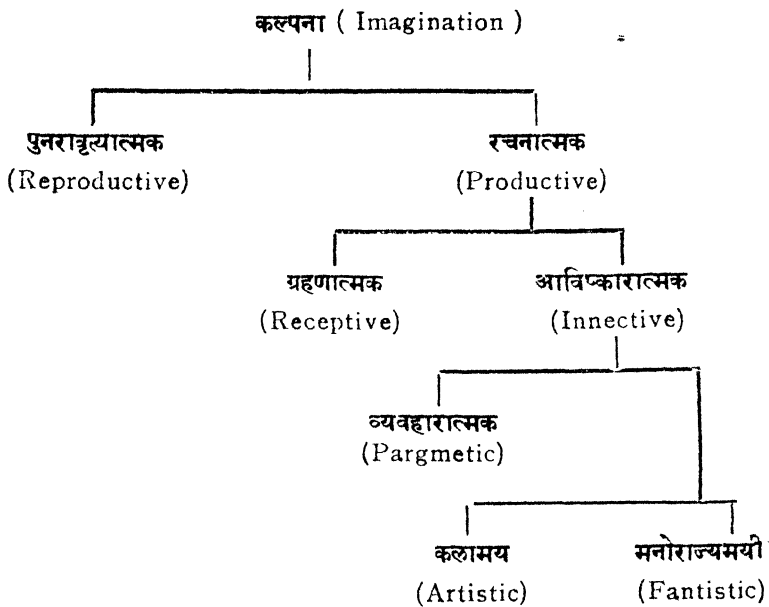 कल्पना ( Imagination )
पुनरावृत्यात्मक रचनात्मक
(Reproductive) (Productive)
ग्रहणात्मक आविष्कारात्मक
(Receptive) (Innective)
व्यवहारात्मक
(Pargmetic)
कलामय मनोराज्यमयी
(Artistic) (Fantistic)